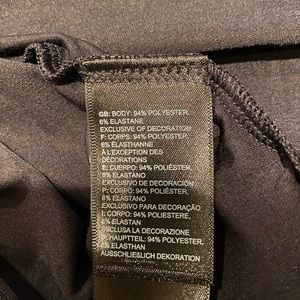 GB: BODY: 94% POLYESTER,
6% ELASTANE
EXCLUSIVE OF DECORATION
F: CORPS: 94% POLYESTER,
6% ELASTHANNE
A L'EXCEPTION DES
DÉCORATIONS
E: CUERPO: 94% POLIÉSTER,
6% ELASTANO
EXCLUSIVO DE DECORACIÓN
P: CORPO: 94% POLIÉSTER,
6% ELASTANO
EXCLUSIVO PARA DECORAÇÃO
I: CORPO: 94% POLIESTERE,
6% ELASTAN
ESCLUSA LA DECORAZIONE
D: HAUPTTEIL: 94% POLYESTER,
6% ELASTHAN
AUSSCHLIEßLICH DEKORATION